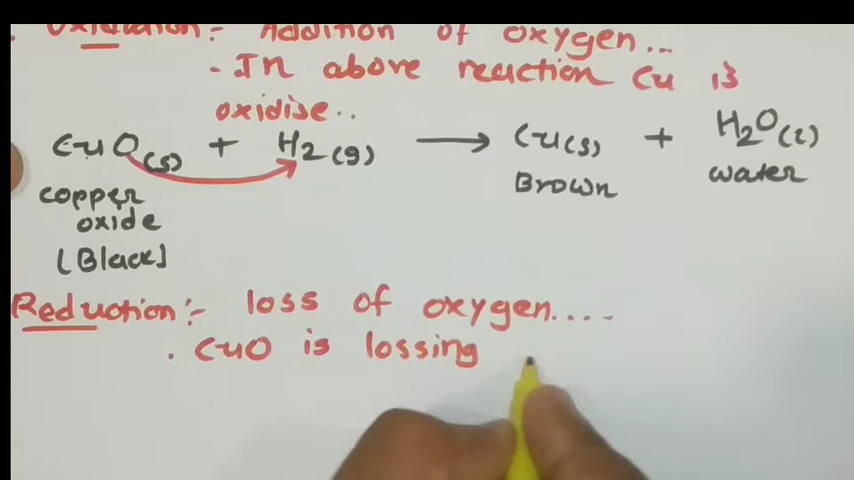 Oxidation :- Addition of oxygen...
- In above reaction Cu is
oxidise..
CuO(s) + H2(g) → Cu(s) + H2O(l)
copper oxide [Black] Brown water
Reduction :- loss of oxygen....
. CuO is lossing